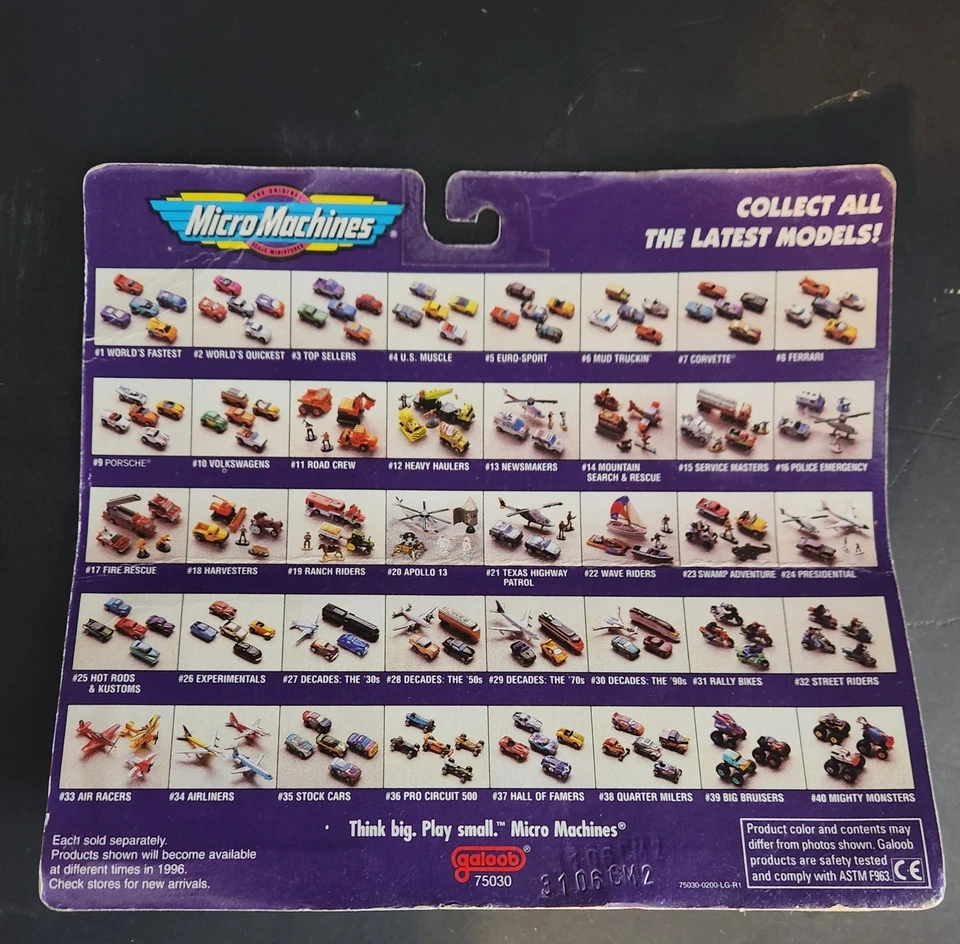 THE ORIGINAL
MicroMachines®
SCALE MINIATURES
COLLECT ALL
THE LATEST MODELS!
#1 WORLD'S FASTEST
#2 WORLD'S QUICKEST
#3 TOP SELLERS
#4 U.S. MUSCLE
#5 EURO-SPORT
#6 MUD TRUCKIN'
#7 CORVETTE®
#8 FERRARI
#9 PORSCHE®
#10 VOLKSWAGENS
#11 ROAD CREW
#12 HEAVY HAULERS
#13 NEWSMAKERS
#14 MOUNTAIN
SEARCH & RESCUE
#15 SERVICE MASTERS
#16 POLICE EMERGENCY
#17 FIRE RESCUE
#18 HARVESTERS
#19 RANCH RIDERS
#20 APOLLO 13
#21 TEXAS HIGHWAY
PATROL
#22 WAVE RIDERS
#23 SWAMP ADVENTURE
#24 PRESIDENTIAL
#25 HOT RODS
& KUSTOMS
#26 EXPERIMENTALS
#27 DECADES: THE '30s
#28 DECADES: THE '50s
#29 DECADES: THE '70s
#30 DECADES: THE '90s
#31 RALLY BIKES
#32 STREET RIDERS
#33 AIR RACERS
#34 AIRLINERS
#35 STOCK CARS
#36 PRO CIRCUIT 500
#37 HALL OF FAMERS
#38 QUARTER MILERS
#39 BIG BRUISERS
#40 MIGHTY MONSTERS
Each sold separately.
Products shown will become available
at different times in 1996.
Check stores for new arrivals.
Think big. Play small.™ Micro Machines®
galoob®
75030
3106CM2
75030-0200-LG-R1
Product color and contents may
differ from photos shown. Galoob
products are safety tested
and comply with ASTM F963.
CE